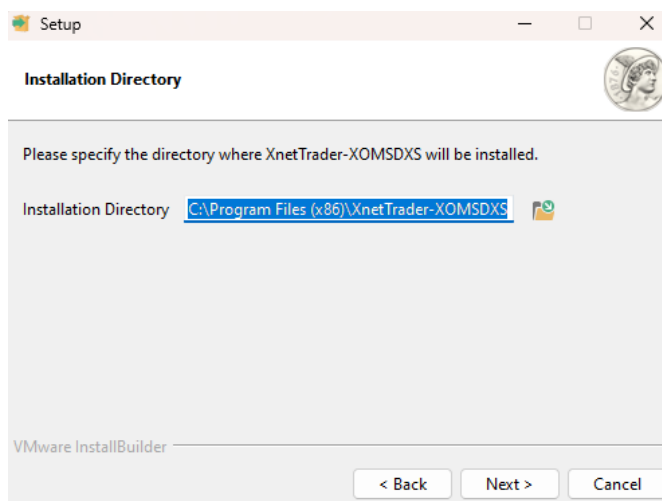 Setup
Installation Directory
1876
Please specify the directory where XnetTrader-XOMSDXS will be installed.
Installation Directory C:\Program Files (x86)\XnetTrader-XOMSDXS
VMware InstallBuilder
< Back Next > Cancel